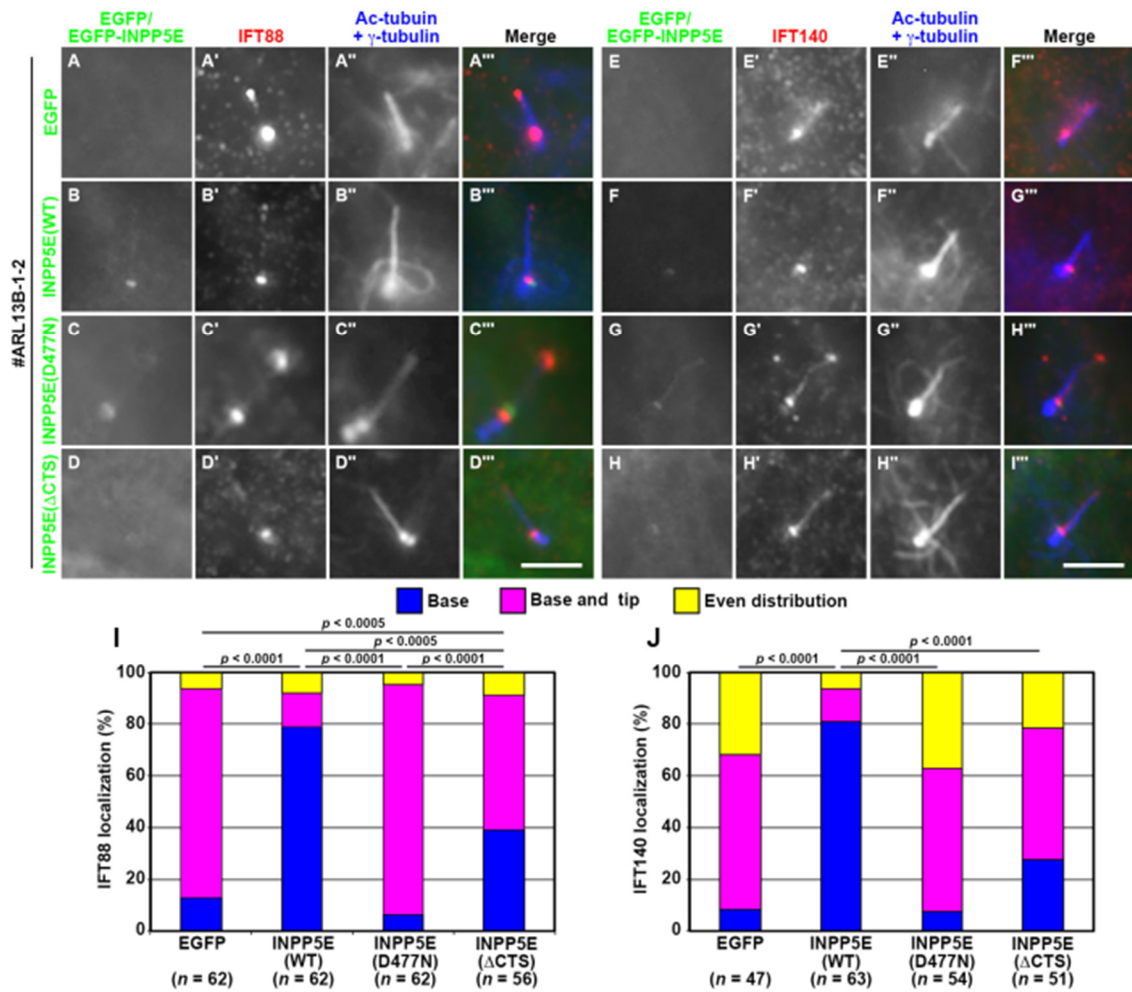 EGFP/
EGFP-INPP5E
IFT88
Ac-tubuin
+ γ-tubulin
Merge
EGFP/
EGFP-INPP5E
IFT140
Ac-tubulin
+ γ-tubulin
Merge
#ARL13B-1-2
EGFP
A A' A'' A''' E E' E'' F'''
INPP5E(WT)
B B' B'' B''' F F' F'' G'''
INPP5E(D477N)
C C' C'' C''' G G' G'' H'''
INPP5E(ΔCTS)
D D' D'' D''' H H' H'' I'''
Base Base and tip Even distribution
I
p < 0.0005
p < 0.0005
p < 0.0001 p < 0.0001 p < 0.0001
IFT88 localization (%)
100
80
60
40
20
0
EGFP INPP5E INPP5E INPP5E
(WT) (D477N) (ΔCTS)
(n = 62) (n = 62) (n = 62) (n = 56)
J
p < 0.0001
p < 0.0001 p < 0.0001
IFT140 localization (%)
100
80
60
40
20
0
EGFP INPP5E INPP5E INPP5E
(WT) (D477N) (ΔCTS)
(n = 47) (n = 63) (n = 54) (n = 51)